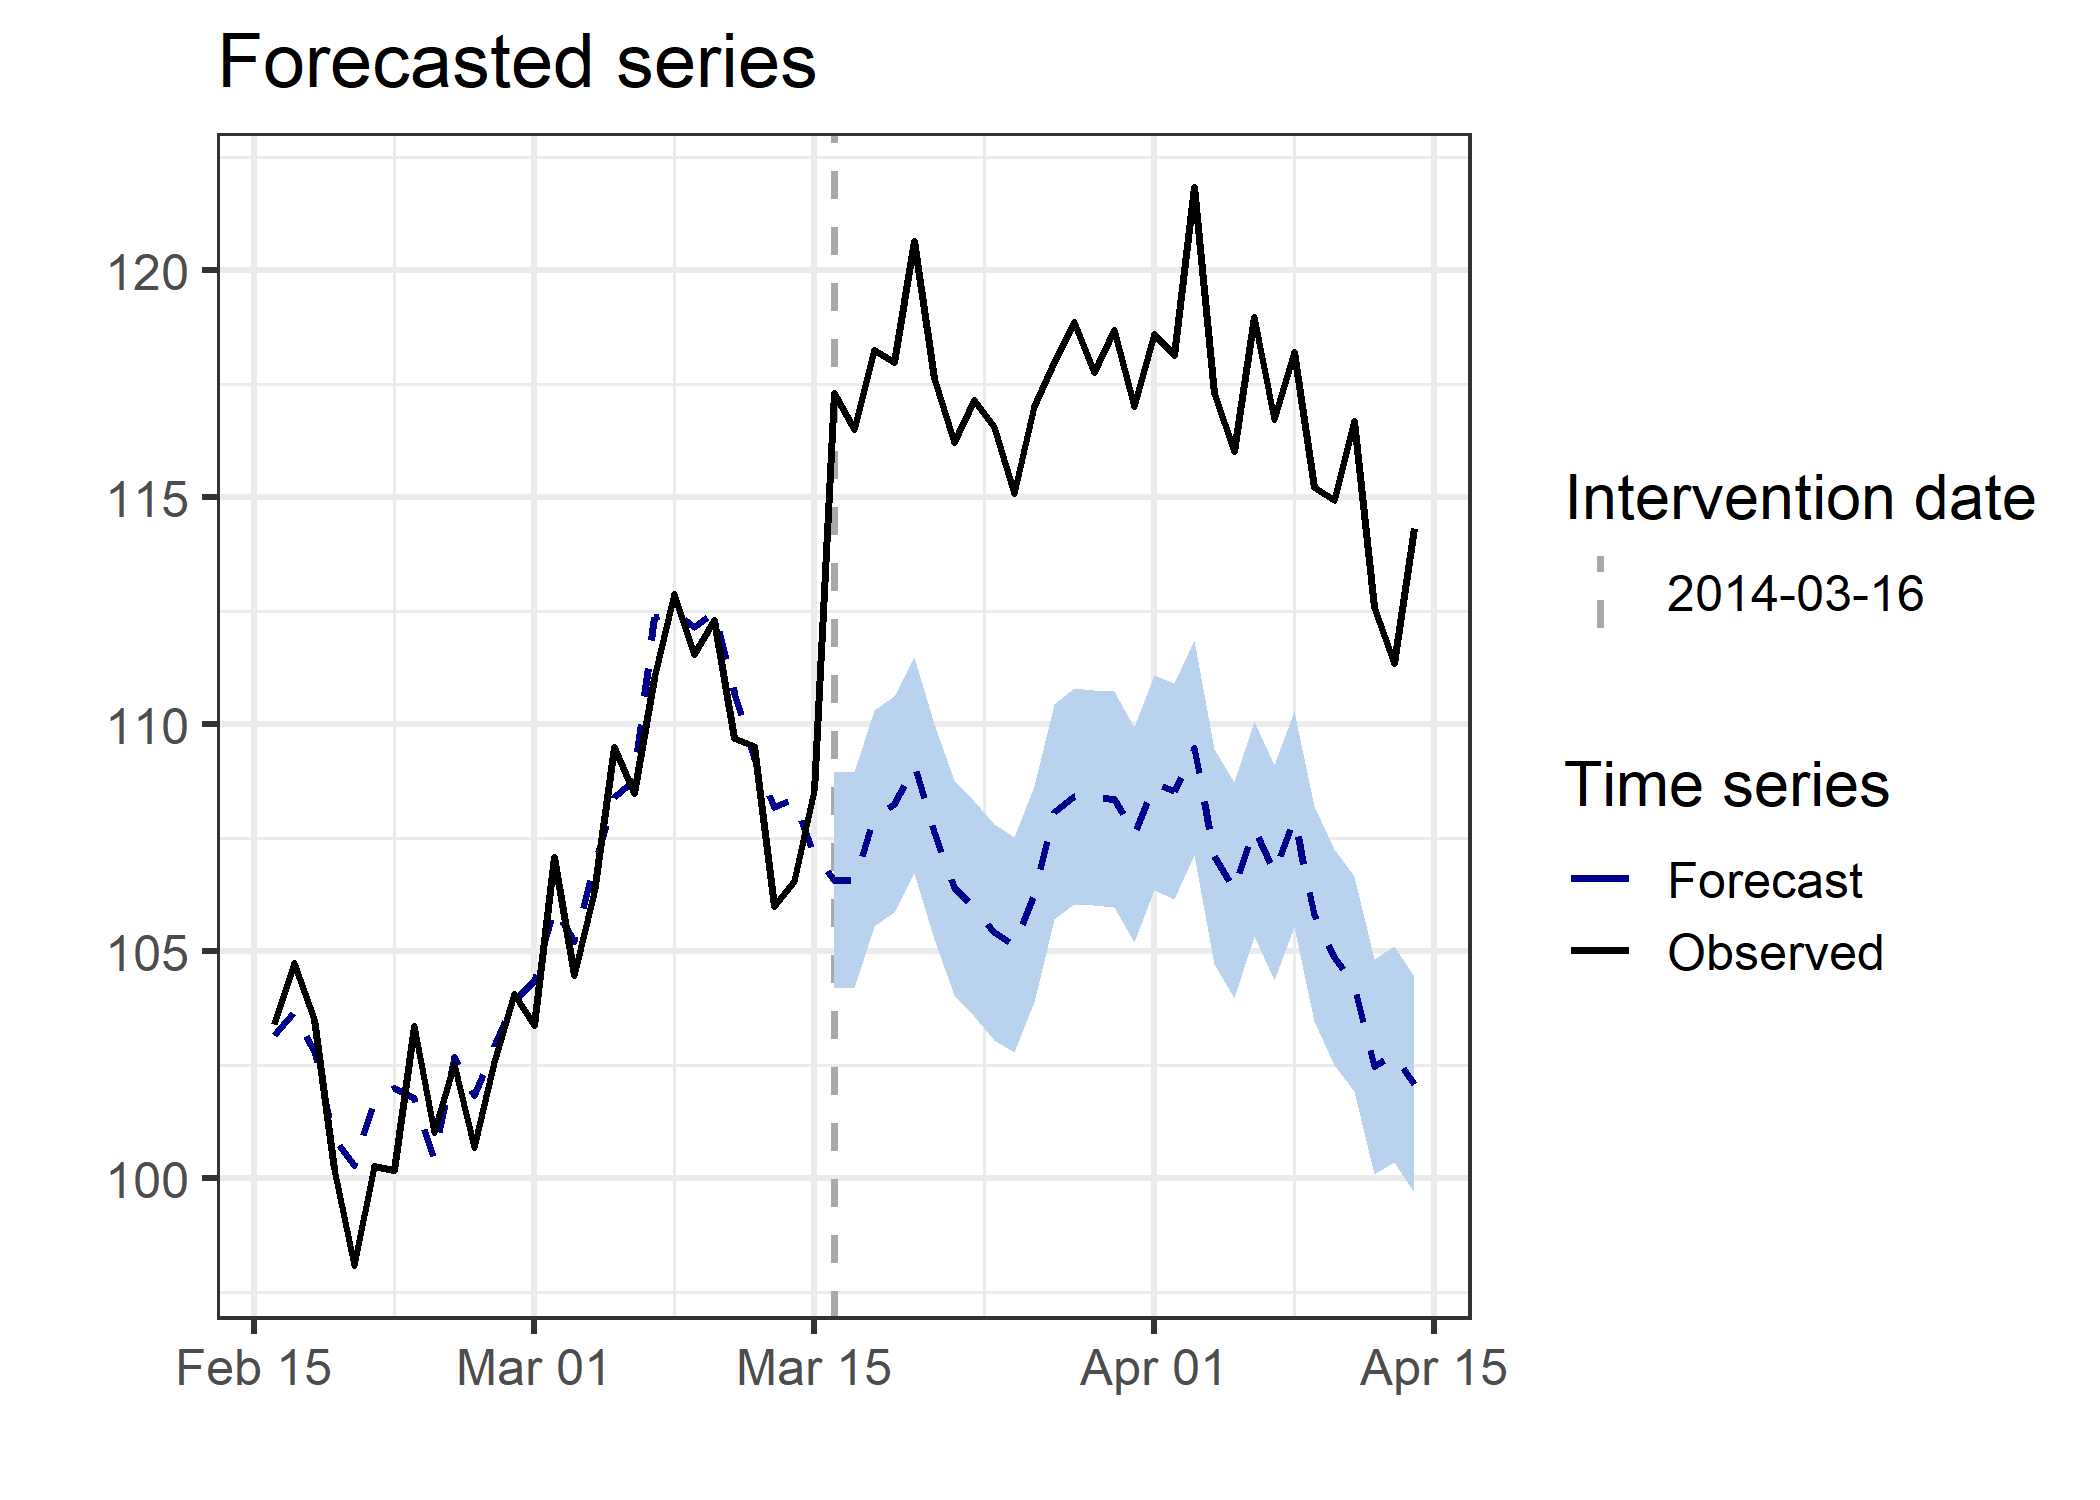 Forecasted series
120
115
110
105
100
Feb 15
Mar 01
Mar 15
Apr 01
Apr 15
Intervention date
2014-03-16
Time series
Forecast
Observed